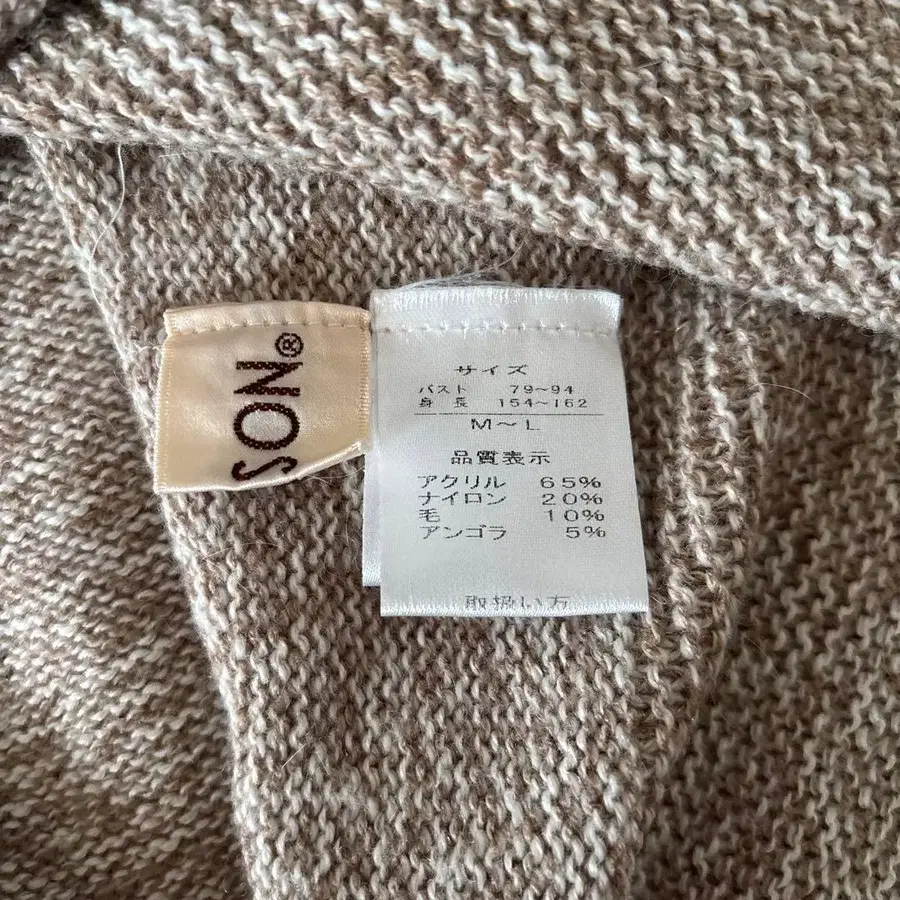 SON®
サイズ
バスト 79~94
身長 154~162
M~L
品質表示
アクリル 65%
ナイロン 20%
毛 10%
アンゴラ 5%
取扱い方